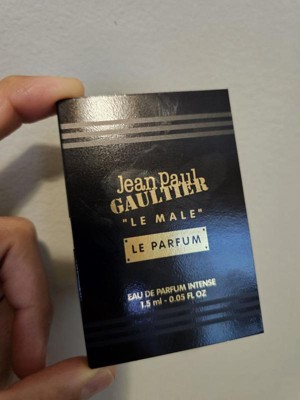 Jean Paul
GAULTIER
"LE MALE"
LE PARFUM
EAU DE PARFUM INTENSE
1.5 ml - 0.05 FL OZ